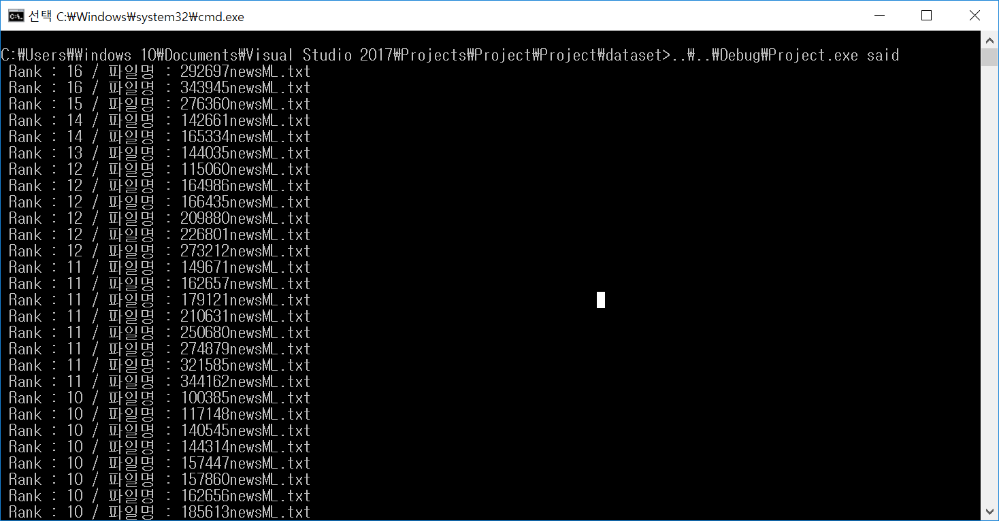 선택 C:₩Windows₩system32₩cmd.exe
C:₩Users₩Windows 10₩Documents₩Visual Studio 2017₩Projects₩Project₩Project₩dataset>..₩..₩Debug₩Project.exe said
Rank : 16 / 파일명 : 292697newsML.txt
Rank : 16 / 파일명 : 343945newsML.txt
Rank : 15 / 파일명 : 276360newsML.txt
Rank : 14 / 파일명 : 142661newsML.txt
Rank : 14 / 파일명 : 165334newsML.txt
Rank : 13 / 파일명 : 144035newsML.txt
Rank : 12 / 파일명 : 115060newsML.txt
Rank : 12 / 파일명 : 164986newsML.txt
Rank : 12 / 파일명 : 166435newsML.txt
Rank : 12 / 파일명 : 209880newsML.txt
Rank : 12 / 파일명 : 226801newsML.txt
Rank : 12 / 파일명 : 273212newsML.txt
Rank : 11 / 파일명 : 149671newsML.txt
Rank : 11 / 파일명 : 162657newsML.txt
Rank : 11 / 파일명 : 179121newsML.txt
Rank : 11 / 파일명 : 210631newsML.txt
Rank : 11 / 파일명 : 250680newsML.txt
Rank : 11 / 파일명 : 274879newsML.txt
Rank : 11 / 파일명 : 321585newsML.txt
Rank : 11 / 파일명 : 344162newsML.txt
Rank : 10 / 파일명 : 100385newsML.txt
Rank : 10 / 파일명 : 117148newsML.txt
Rank : 10 / 파일명 : 140545newsML.txt
Rank : 10 / 파일명 : 144314newsML.txt
Rank : 10 / 파일명 : 157447newsML.txt
Rank : 10 / 파일명 : 157860newsML.txt
Rank : 10 / 파일명 : 162656newsML.txt
Rank : 10 / 파일명 : 185613newsML.txt